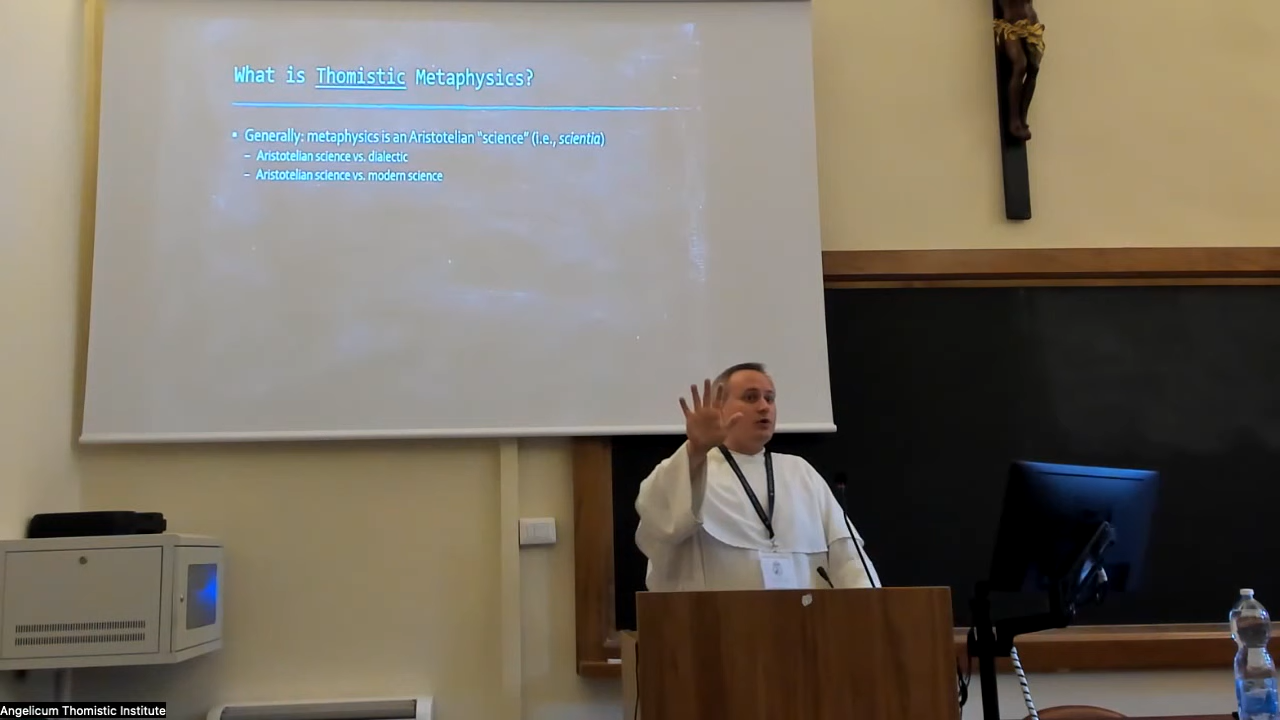 What is Thomistic Metaphysics?
▪ Generally: metaphysics is an Aristotelian "science" (i.e., scientia)
– Aristotelian science vs. dialectic
– Aristotelian science vs. modern science
Angelicum Thomistic Institute